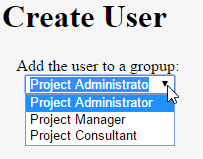 Create User
Add the user to a gropup:
Project Administrato
Project Administrator
Project Manager
Project Consultant